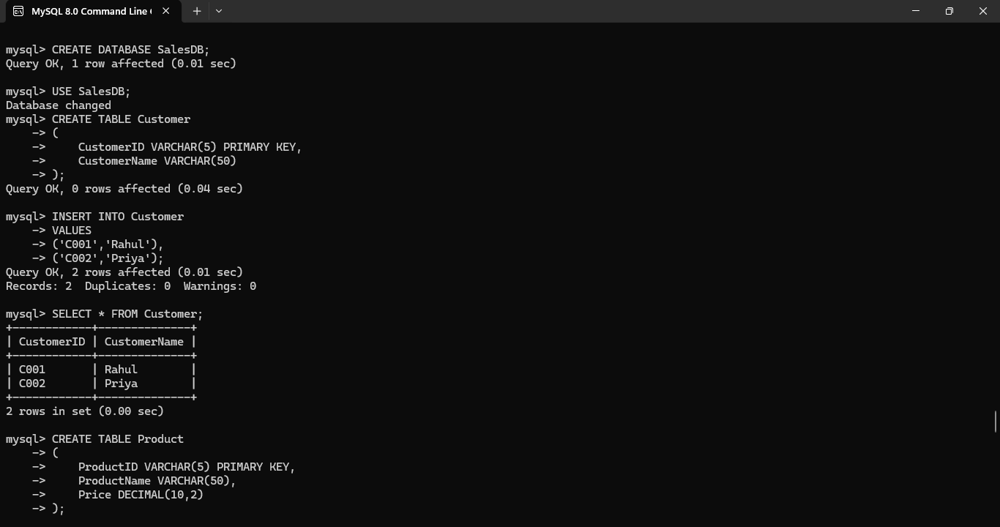 MySQL 8.0 Command Line
mysql> CREATE DATABASE SalesDB;
Query OK, 1 row affected (0.01 sec)
mysql> USE SalesDB;
Database changed
mysql> CREATE TABLE Customer
    -> (
    ->     CustomerID VARCHAR(5) PRIMARY KEY,
    ->     CustomerName VARCHAR(50)
    -> );
Query OK, 0 rows affected (0.04 sec)
mysql> INSERT INTO Customer
    -> VALUES
    -> ('C001','Rahul'),
    -> ('C002','Priya');
Query OK, 2 rows affected (0.01 sec)
Records: 2  Duplicates: 0  Warnings: 0
mysql> SELECT * FROM Customer;
+------------+--------------+
| CustomerID | CustomerName |
+------------+--------------+
| C001       | Rahul        |
| C002       | Priya        |
+------------+--------------+
2 rows in set (0.00 sec)
mysql> CREATE TABLE Product
    -> (
    ->     ProductID VARCHAR(5) PRIMARY KEY,
    ->     ProductName VARCHAR(50),
    ->     Price DECIMAL(10,2)
    -> );